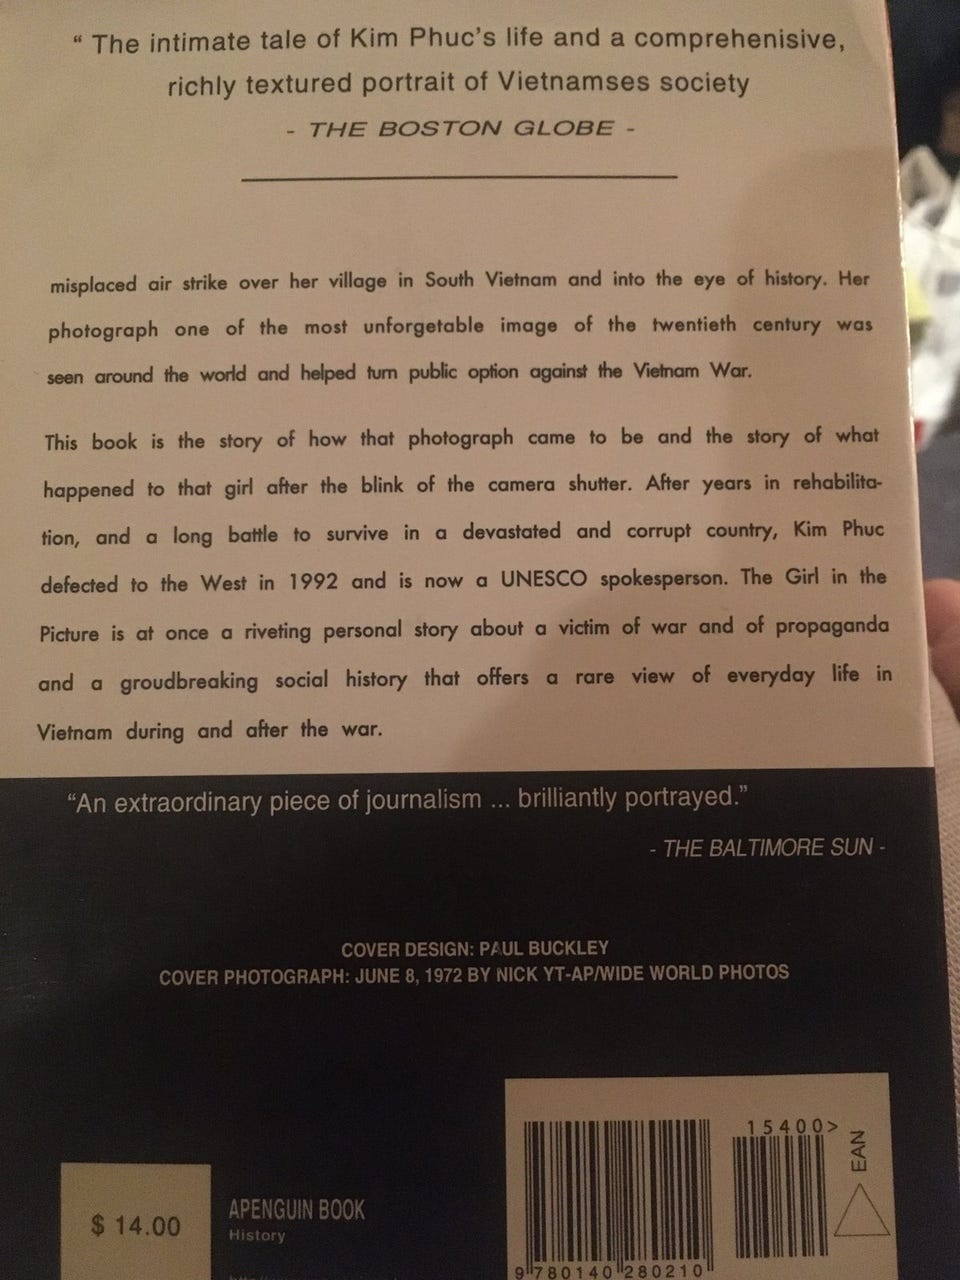 “ The intimate tale of Kim Phuc's life and a comprehenisive,
richly textured portrait of Vietnamses society
- THE BOSTON GLOBE -
misplaced air strike over her village in South Vietnam and into the eye of history. Her
photograph one of the most unforgetable image of the twentieth century was
seen around the world and helped turn public option against the Vietnam War.
This book is the story of how that photograph came to be and the story of what
happened to that girl after the blink of the camera shutter. After years in rehabilita-
tion, and a long battle to survive in a devastated and corrupt country, Kim Phuc
defected to the West in 1992 and is now a UNESCO spokesperson. The Girl in the
Picture is at once a riveting personal story about a victim of war and of propaganda
and a groudbreaking social history that offers a rare view of everyday life in
Vietnam during and after the war.
“An extraordinary piece of journalism ... brilliantly portrayed.”
- THE BALTIMORE SUN -
COVER DESIGN: PAUL BUCKLEY
COVER PHOTOGRAPH: JUNE 8, 1972 BY NICK YT-AP/WIDE WORLD PHOTOS
15400>
EAN
$ 14.00
APENGUIN BOOK
History
9 780140 280210